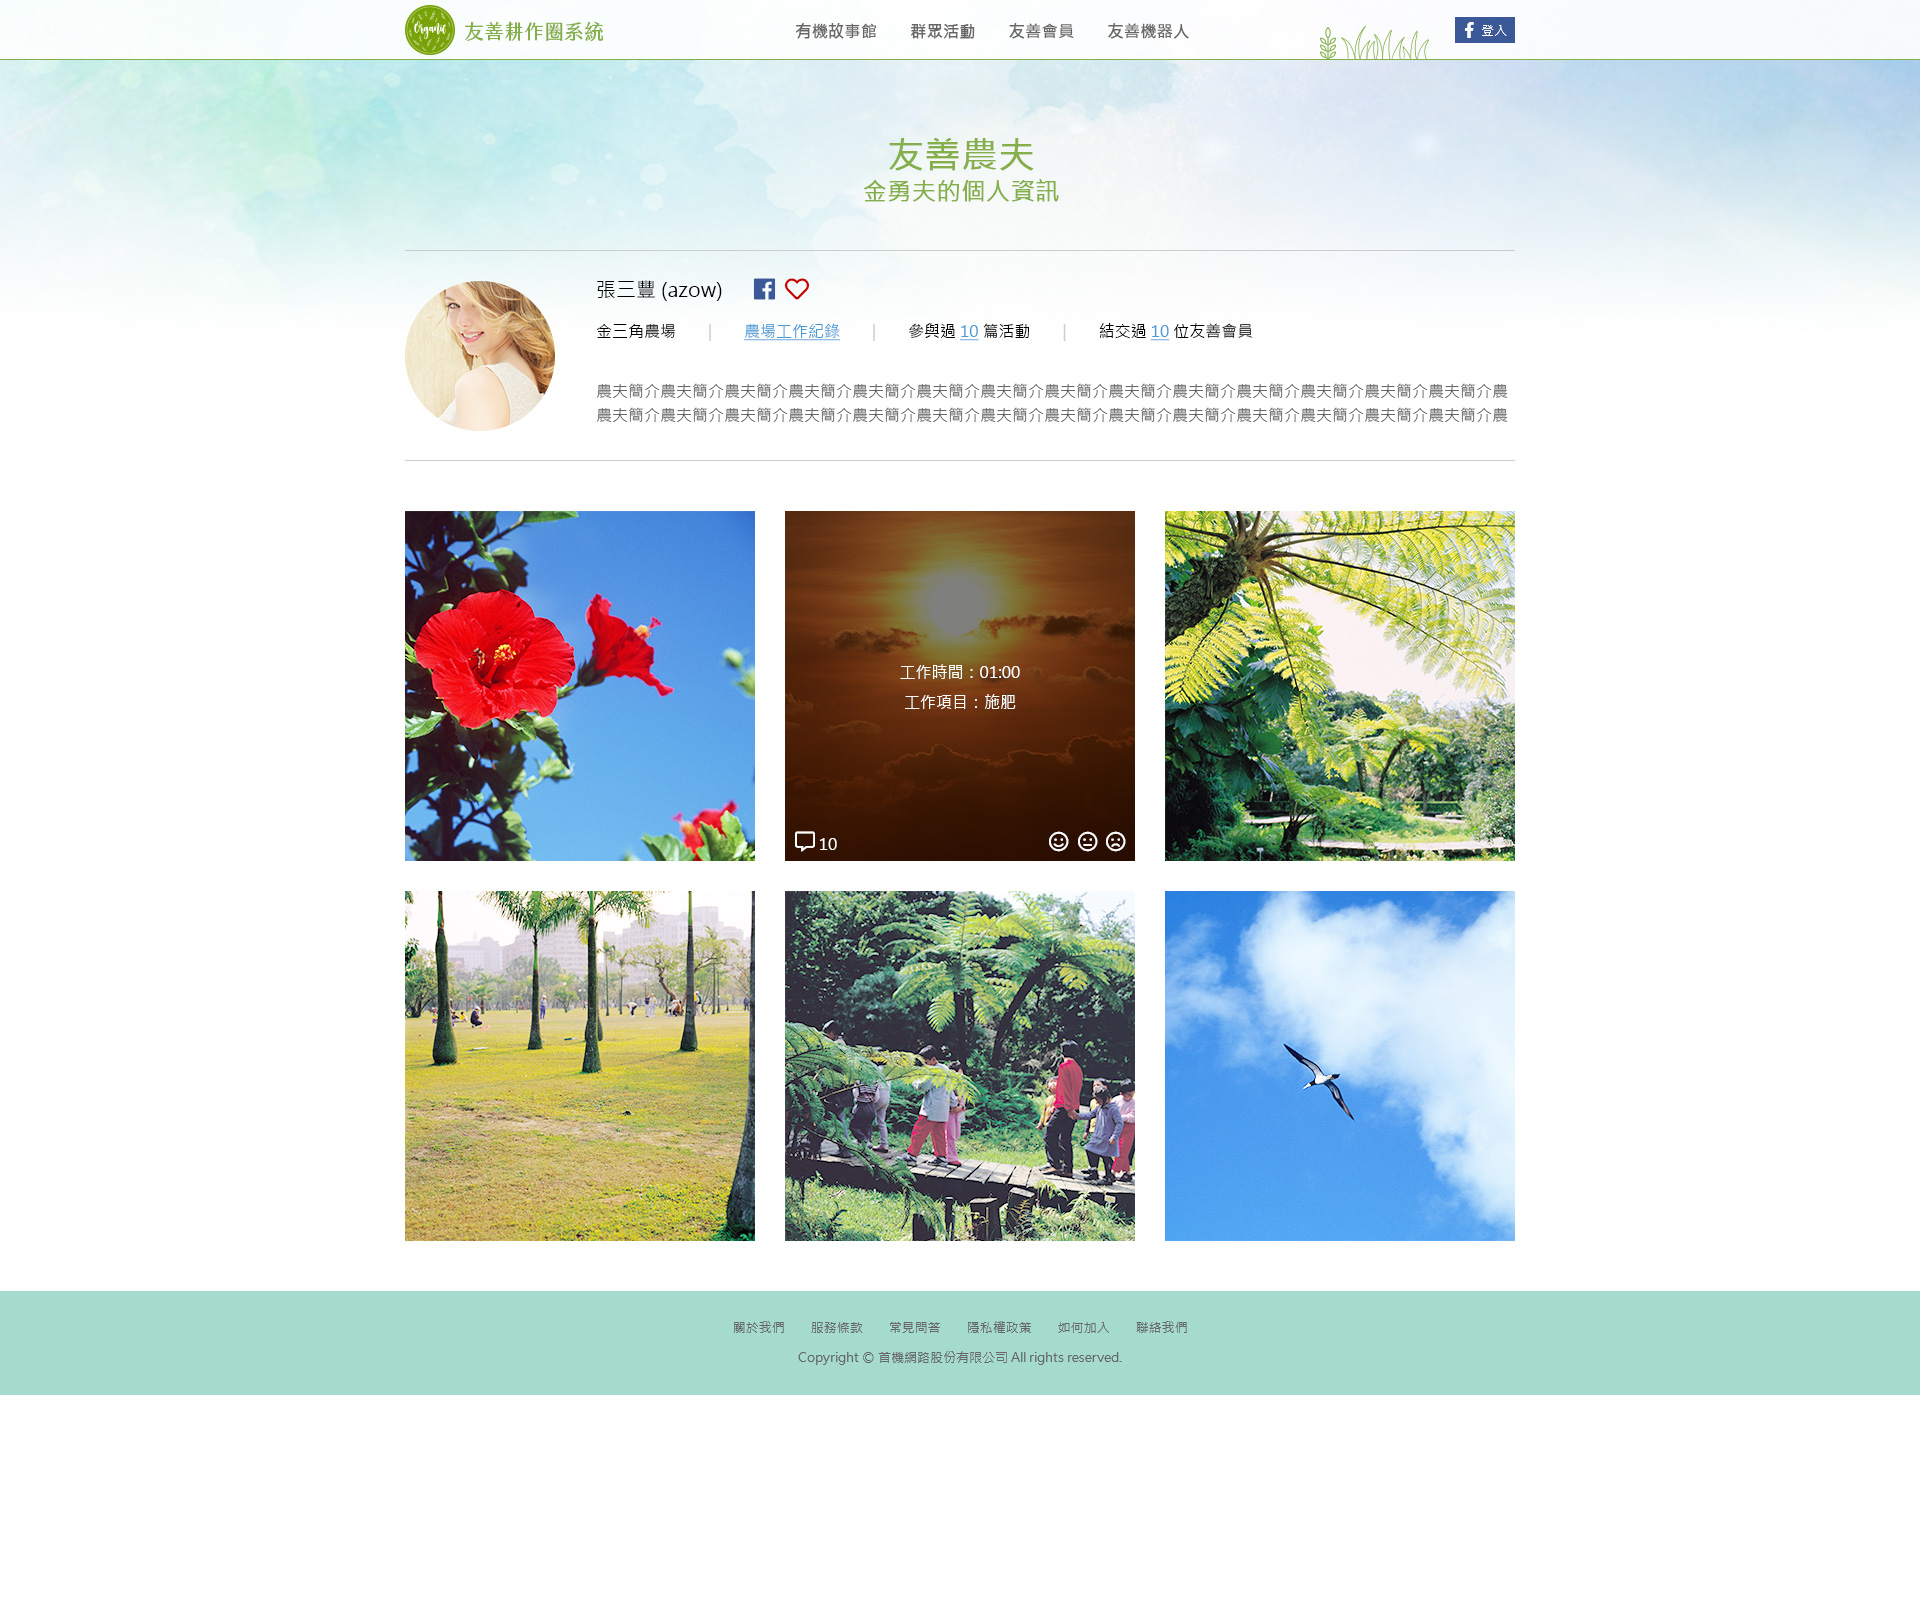 Organic
友善耕作圈系統
有機故事館 群眾活動 友善會員 友善機器人
登入
友善農夫
金勇夫的個人資訊
張三豐 (azow)
金三角農場 | 農場工作紀錄 | 參與過 10 篇活動 | 結交過 10 位友善會員
農夫簡介農夫簡介農夫簡介農夫簡介農夫簡介農夫簡介農夫簡介農夫簡介農夫簡介農夫簡介農夫簡介農夫簡介農夫簡介農夫簡介農
農夫簡介農夫簡介農夫簡介農夫簡介農夫簡介農夫簡介農夫簡介農夫簡介農夫簡介農夫簡介農夫簡介農夫簡介農夫簡介農夫簡介農
工作時間：01:00
工作項目：施肥
10
關於我們 服務條款 常見問答 隱私權政策 如何加入 聯絡我們
Copyright © 首機網路股份有限公司 All rights reserved.